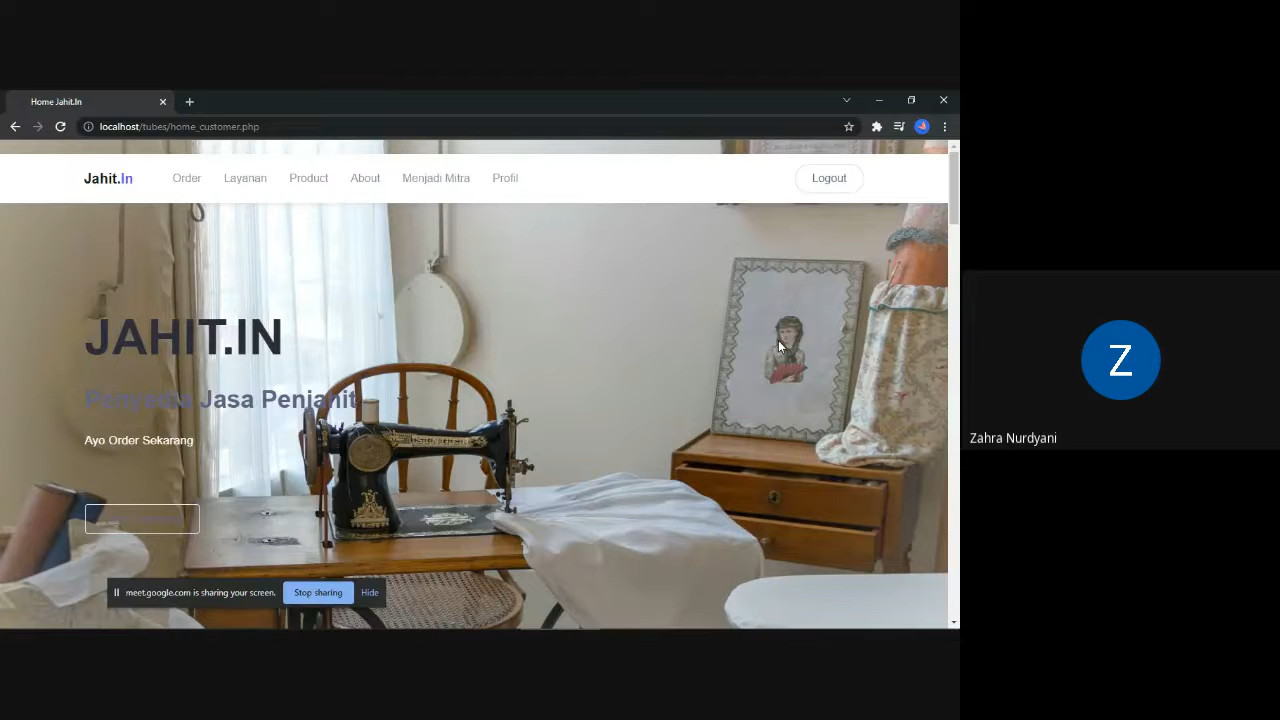 Home Jahit.In
localhost/tubes/home_customer.php
Jahit.In
Order
Layanan
Product
About
Menjadi Mitra
Profil
Logout
JAHIT.IN
Penyedia Jasa Penjahit
Ayo Order Sekarang
meet.google.com is sharing your screen.
Stop sharing
Hide
Z
Zahra Nurdyani